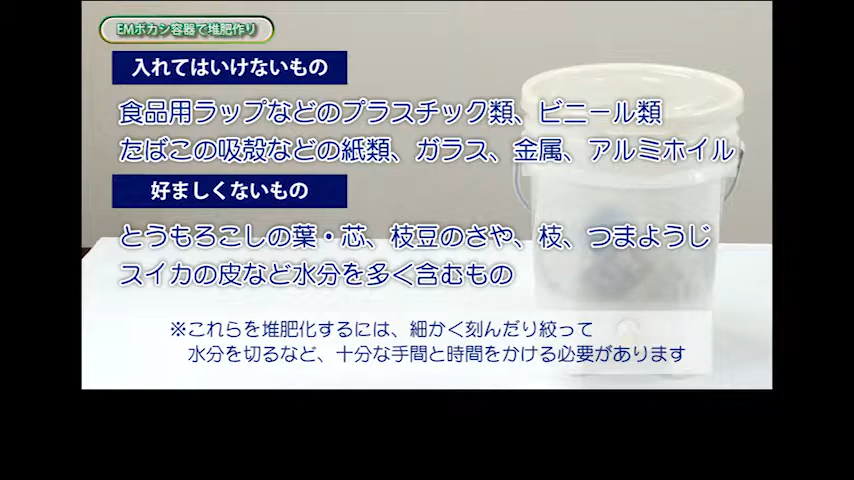 EMボカシ容器で堆肥作り
入れてはいけないもの
食品用ラップなどのプラスチック類、ビニール類
たばこの吸殻などの紙類、ガラス、金属、アルミホイル
好ましくないもの
とうもろこしの葉・芯、枝豆のさや、枝、つまようじ
スイカの皮など水分を多く含むもの
※これらを堆肥化するには、細かく刻んだり絞って
水分を切るなど、十分な手間と時間をかける必要があります